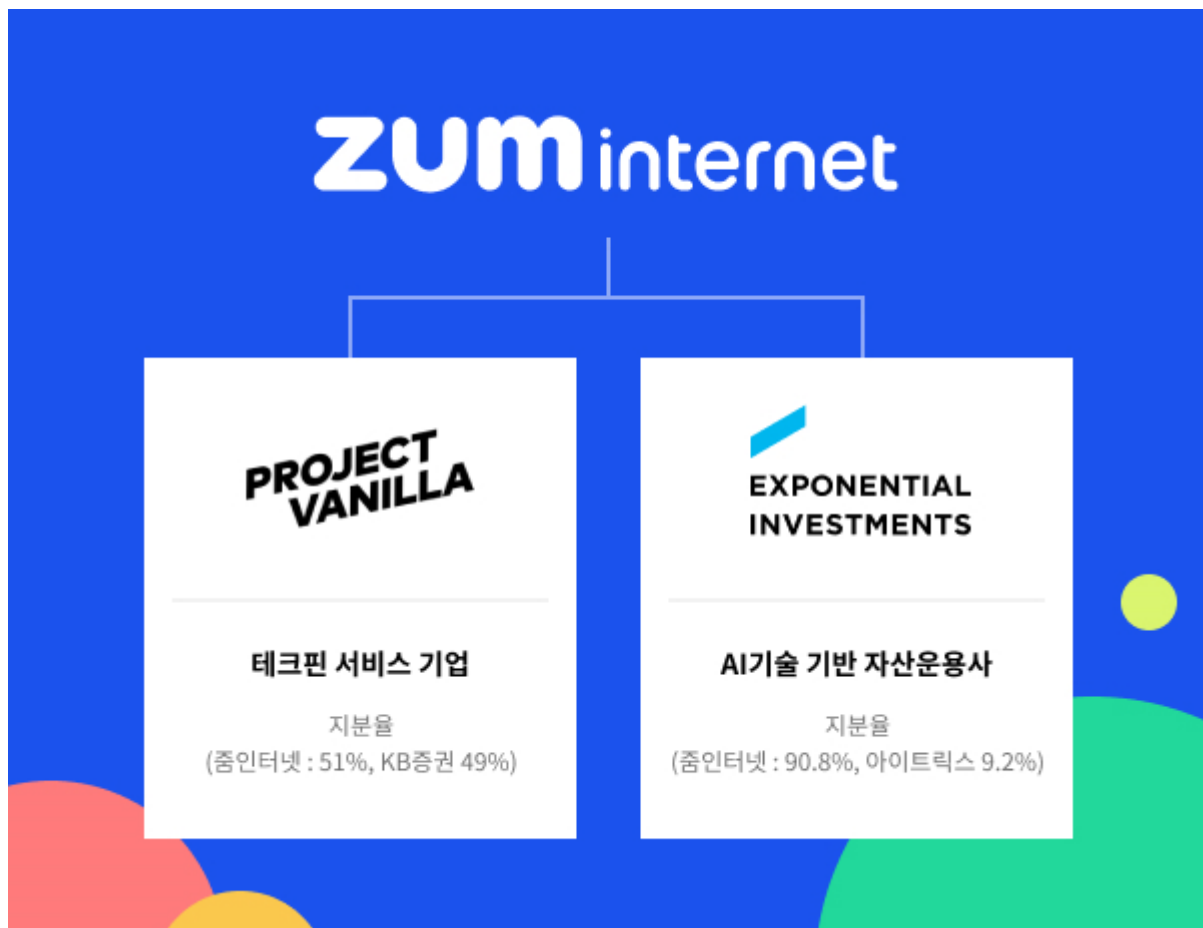 zum internet
PROJECT
VANILLA
테크핀 서비스 기업
지분율
(줌인터넷 : 51%, KB증권 49%)
EXPONENTIAL
INVESTMENTS
AI기술 기반 자산운용사
지분율
(줌인터넷 : 90.8%, 아이트릭스 9.2%)